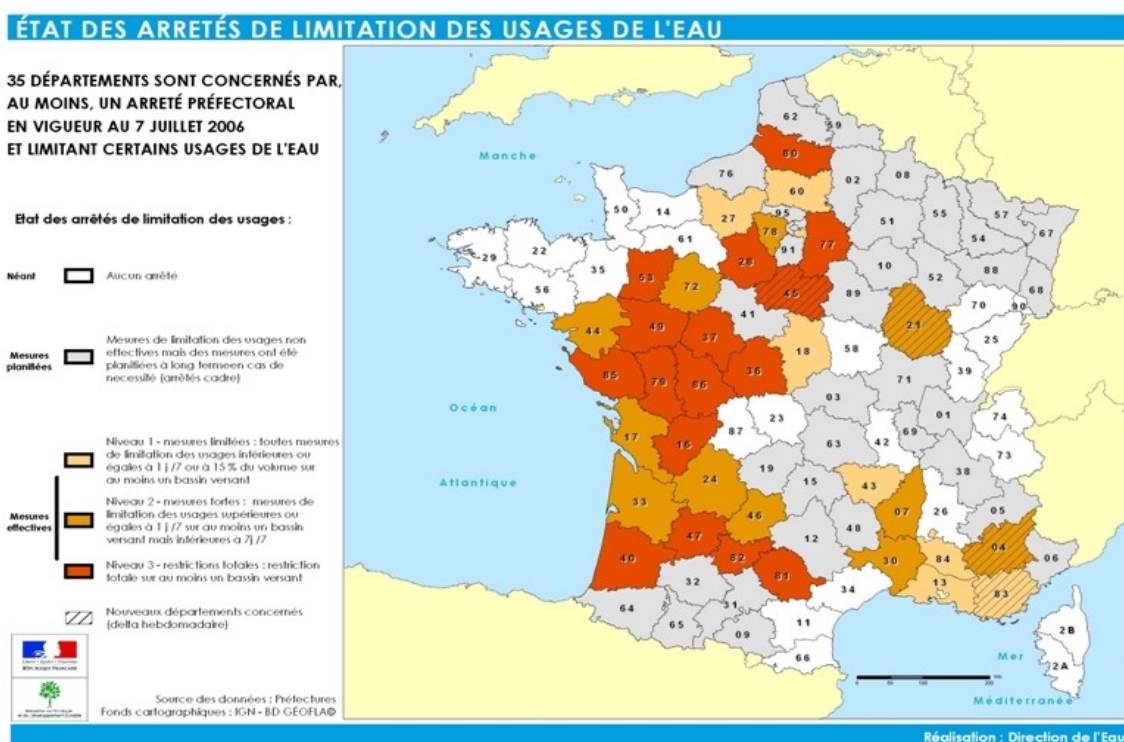 ÉTAT DES ARRETÉS DE LIMITATION DES USAGES DE L'EAU
35 DÉPARTEMENTS SONT CONCERNÉS PAR,
AU MOINS, UN ARRETÉ PRÉFECTORAL
EN VIGUEUR AU 7 JUILLET 2006
ET LIMITANT CERTAINS USAGES DE L'EAU
Etat des arrêtés de limitation des usages :
Néant
Aucun arrêté
Mesures
planifiées
Mesures de limitation des usages non
effectives mais des mesures ont été
planifiées à long termeen cas de
necessité (arrêtés cadre)
Mesures
effectives
Niveau 1 - mesures limitées : toutes mesures
de limitation des usages intérieures ou
égales à 1 j /7 ou à 15 % du volume sur
au moins un bassin versant
Niveau 2 - mesures fortes : mesures de
limitation des usages supérieures ou
égales à 1 j /7 sur au moins un bassin
versant mais intérieures à 7j /7
Niveau 3 - restrictions totales : restriction
totale sur au moins un bassin versant
Nouveaux départements concernés
(delta hebdomadaire)
RÉPUBLIQUE FRANÇAISE
Source des données : Préfectures
Fonds cartographiques : IGN - BD GÉOFLA©
Manche
Océan
Atlantique
Mer
Méditerranée
62
59
80
76
02
08
60
50
14
27
95
51
55
57
67
78
77
54
61
91
29
22
28
10
88
35
53
52
68
56
72
45
89
70
90
41
21
44
49
37
25
18
58
39
85
79
86
36
71
03
01
74
23
17
87
69
16
42
63
73
19
38
24
15
43
33
07
26
05
46
48
47
12
04
06
40
82
30
84
81
32
34
13
83
64
31
65
09
11
66
2B
2A
0
50
100
200
Réalisation : Direction de l'Eau